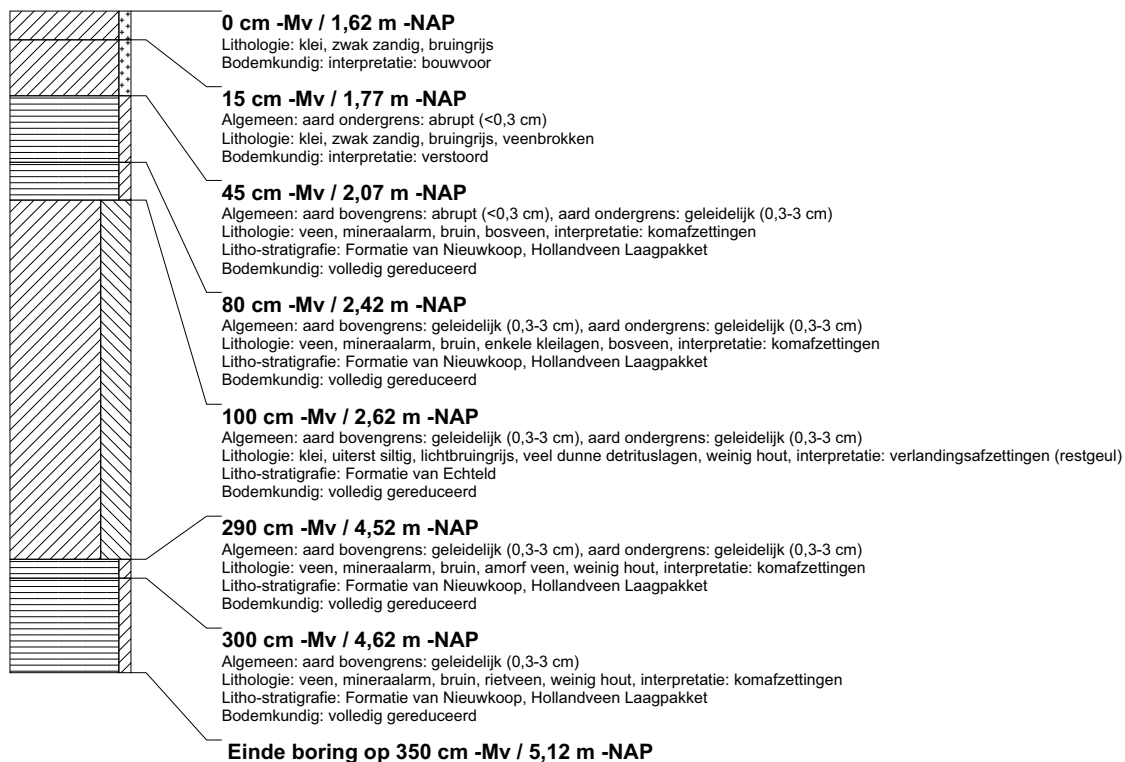 0 cm -Mv / 1,62 m -NAP
Lithologie: klei, zwak zandig, bruingrijs
Bodemkundig: interpretatie: bouwvoor
15 cm -Mv / 1,77 m -NAP
Algemeen: aard ondergrens: abrupt (<0,3 cm)
Lithologie: klei, zwak zandig, bruingrijs, veenbrokken
Bodemkundig: interpretatie: verstoord
45 cm -Mv / 2,07 m -NAP
Algemeen: aard bovengrens: abrupt (<0,3 cm), aard ondergrens: geleidelijk (0,3-3 cm)
Lithologie: veen, mineraalarm, bruin, bosveen, interpretatie: komafzettingen
Litho-stratigrafie: Formatie van Nieuwkoop, Hollandveen Laagpakket
Bodemkundig: volledig gereduceerd
80 cm -Mv / 2,42 m -NAP
Algemeen: aard bovengrens: geleidelijk (0,3-3 cm), aard ondergrens: geleidelijk (0,3-3 cm)
Lithologie: veen, mineraalarm, bruin, enkele kleilagen, bosveen, interpretatie: komafzettingen
Litho-stratigrafie: Formatie van Nieuwkoop, Hollandveen Laagpakket
Bodemkundig: volledig gereduceerd
100 cm -Mv / 2,62 m -NAP
Algemeen: aard bovengrens: geleidelijk (0,3-3 cm), aard ondergrens: geleidelijk (0,3-3 cm)
Lithologie: klei, uiterst siltig, lichtbruingrijs, veel dunne detrituslagen, weinig hout, interpretatie: verlandingsafzettingen (restgeul)
Litho-stratigrafie: Formatie van Echteld
Bodemkundig: volledig gereduceerd
290 cm -Mv / 4,52 m -NAP
Algemeen: aard bovengrens: geleidelijk (0,3-3 cm), aard ondergrens: geleidelijk (0,3-3 cm)
Lithologie: veen, mineraalarm, bruin, amorf veen, weinig hout, interpretatie: komafzettingen
Litho-stratigrafie: Formatie van Nieuwkoop, Hollandveen Laagpakket
Bodemkundig: volledig gereduceerd
300 cm -Mv / 4,62 m -NAP
Algemeen: aard bovengrens: geleidelijk (0,3-3 cm)
Lithologie: veen, mineraalarm, bruin, rietveen, weinig hout, interpretatie: komafzettingen
Litho-stratigrafie: Formatie van Nieuwkoop, Hollandveen Laagpakket
Bodemkundig: volledig gereduceerd
Einde boring op 350 cm -Mv / 5,12 m -NAP